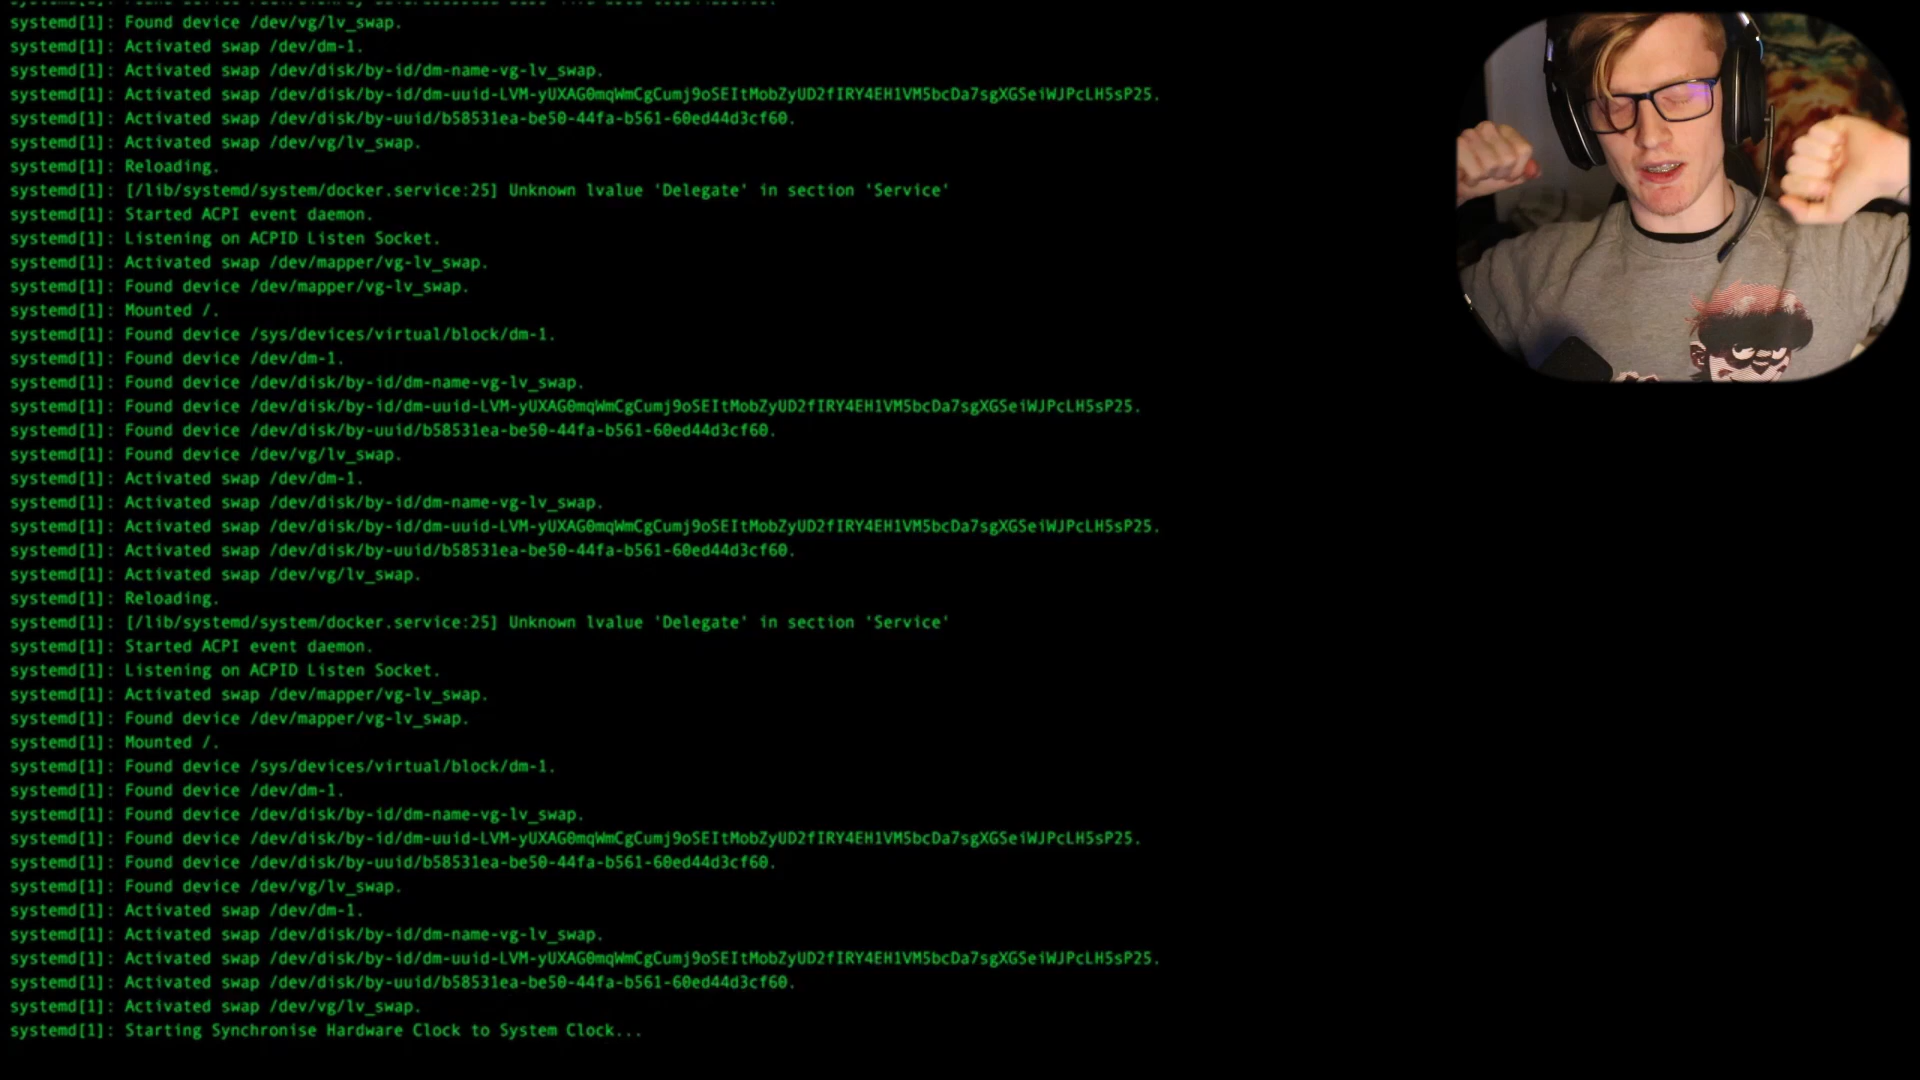 systemd[1]: Found device /dev/vg/lv_swap.
systemd[1]: Activated swap /dev/dm-1.
systemd[1]: Activated swap /dev/disk/by-id/dm-name-vg-lv_swap.
systemd[1]: Activated swap /dev/disk/by-id/dm-uuid-LVM-yUXAG0mqWmCgCumj9oSEItMobZyUD2fIRY4EH1VM5bcDa7sgXGSeiWJPcLH5sP25.
systemd[1]: Activated swap /dev/disk/by-uuid/b58531ea-be50-44fa-b561-60ed44d3cf60.
systemd[1]: Activated swap /dev/vg/lv_swap.
systemd[1]: Reloading.
systemd[1]: [/lib/systemd/system/docker.service:25] Unknown lvalue 'Delegate' in section 'Service'
systemd[1]: Started ACPI event daemon.
systemd[1]: Listening on ACPID Listen Socket.
systemd[1]: Activated swap /dev/mapper/vg-lv_swap.
systemd[1]: Found device /dev/mapper/vg-lv_swap.
systemd[1]: Mounted /.
systemd[1]: Found device /sys/devices/virtual/block/dm-1.
systemd[1]: Found device /dev/dm-1.
systemd[1]: Found device /dev/disk/by-id/dm-name-vg-lv_swap.
systemd[1]: Found device /dev/disk/by-id/dm-uuid-LVM-yUXAG0mqWmCgCumj9oSEItMobZyUD2fIRY4EH1VM5bcDa7sgXGSeiWJPcLH5sP25.
systemd[1]: Found device /dev/disk/by-uuid/b58531ea-be50-44fa-b561-60ed44d3cf60.
systemd[1]: Found device /dev/vg/lv_swap.
systemd[1]: Activated swap /dev/dm-1.
systemd[1]: Activated swap /dev/disk/by-id/dm-name-vg-lv_swap.
systemd[1]: Activated swap /dev/disk/by-id/dm-uuid-LVM-yUXAG0mqWmCgCumj9oSEItMobZyUD2fIRY4EH1VM5bcDa7sgXGSeiWJPcLH5sP25.
systemd[1]: Activated swap /dev/disk/by-uuid/b58531ea-be50-44fa-b561-60ed44d3cf60.
systemd[1]: Activated swap /dev/vg/lv_swap.
systemd[1]: Reloading.
systemd[1]: [/lib/systemd/system/docker.service:25] Unknown lvalue 'Delegate' in section 'Service'
systemd[1]: Started ACPI event daemon.
systemd[1]: Listening on ACPID Listen Socket.
systemd[1]: Activated swap /dev/mapper/vg-lv_swap.
systemd[1]: Found device /dev/mapper/vg-lv_swap.
systemd[1]: Mounted /.
systemd[1]: Found device /sys/devices/virtual/block/dm-1.
systemd[1]: Found device /dev/dm-1.
systemd[1]: Found device /dev/disk/by-id/dm-name-vg-lv_swap.
systemd[1]: Found device /dev/disk/by-id/dm-uuid-LVM-yUXAG0mqWmCgCumj9oSEItMobZyUD2fIRY4EH1VM5bcDa7sgXGSeiWJPcLH5sP25.
systemd[1]: Found device /dev/disk/by-uuid/b58531ea-be50-44fa-b561-60ed44d3cf60.
systemd[1]: Found device /dev/vg/lv_swap.
systemd[1]: Activated swap /dev/dm-1.
systemd[1]: Activated swap /dev/disk/by-id/dm-name-vg-lv_swap.
systemd[1]: Activated swap /dev/disk/by-id/dm-uuid-LVM-yUXAG0mqWmCgCumj9oSEItMobZyUD2fIRY4EH1VM5bcDa7sgXGSeiWJPcLH5sP25.
systemd[1]: Activated swap /dev/disk/by-uuid/b58531ea-be50-44fa-b561-60ed44d3cf60.
systemd[1]: Activated swap /dev/vg/lv_swap.
systemd[1]: Starting Synchronise Hardware Clock to System Clock...